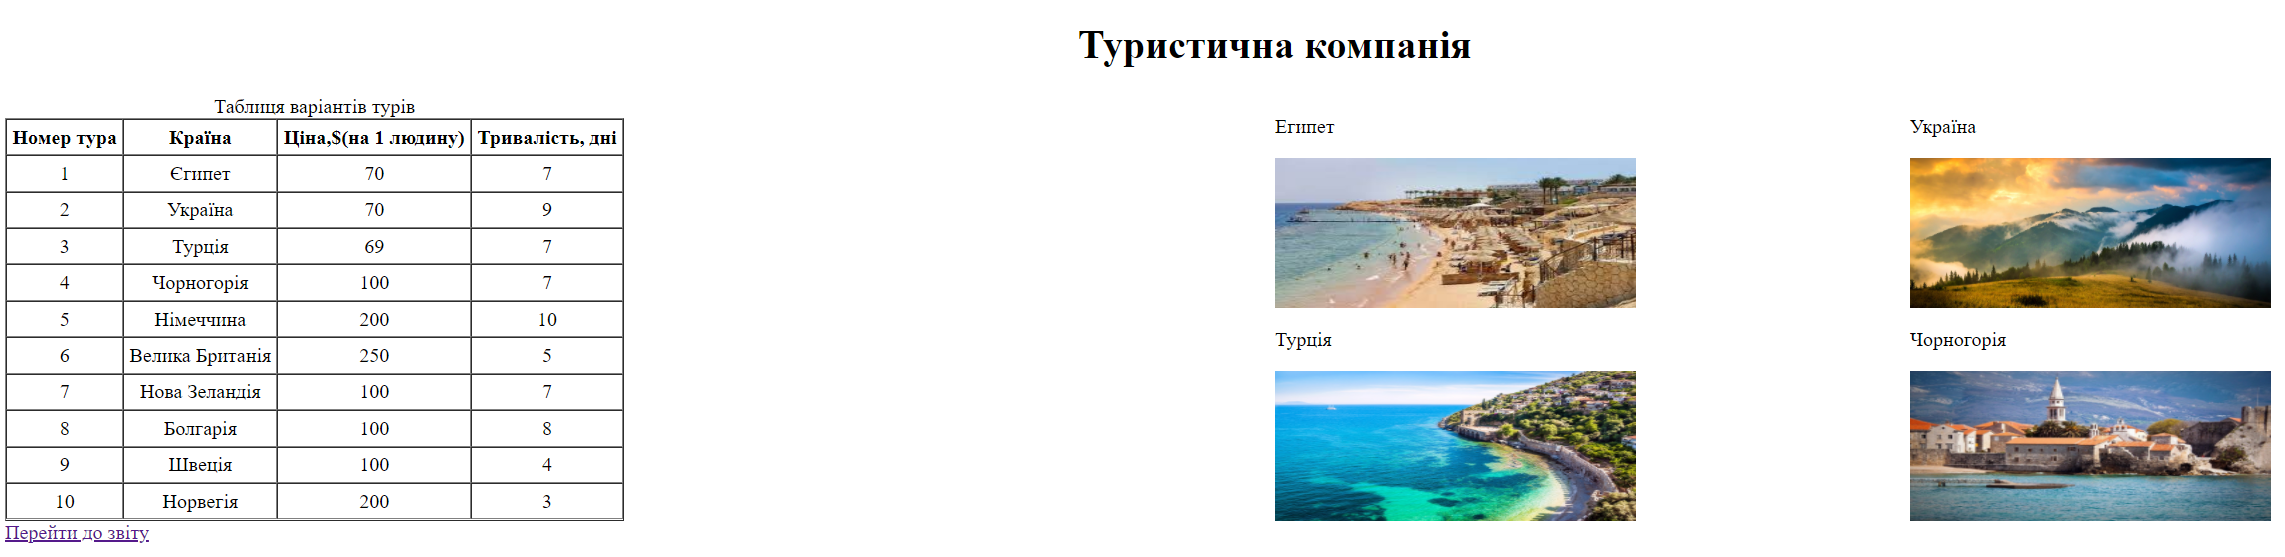 Туристична компанія
Таблиця варіантів турів
Номер тура Країна Ціна,$(на 1 людину) Тривалість, дні
1 Єгипет 70 7
2 Україна 70 9
3 Турція 69 7
4 Чорногорія 100 7
5 Німеччина 200 10
6 Велика Британія 250 5
7 Нова Зеландія 100 7
8 Болгарія 100 8
9 Швеція 100 4
10 Норвегія 200 3
Перейти до звіту
Египет
Україна
Турція
Чорногорія